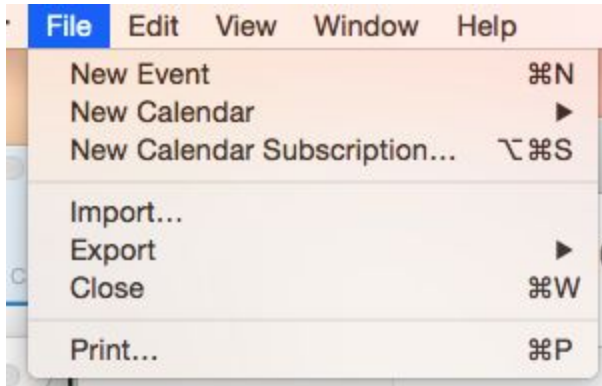 File Edit View Window Help
New Event ⌘N
New Calendar ▶
New Calendar Subscription... ⌥⌘S
Import...
Export ▶
Close ⌘W
Print... ⌘P